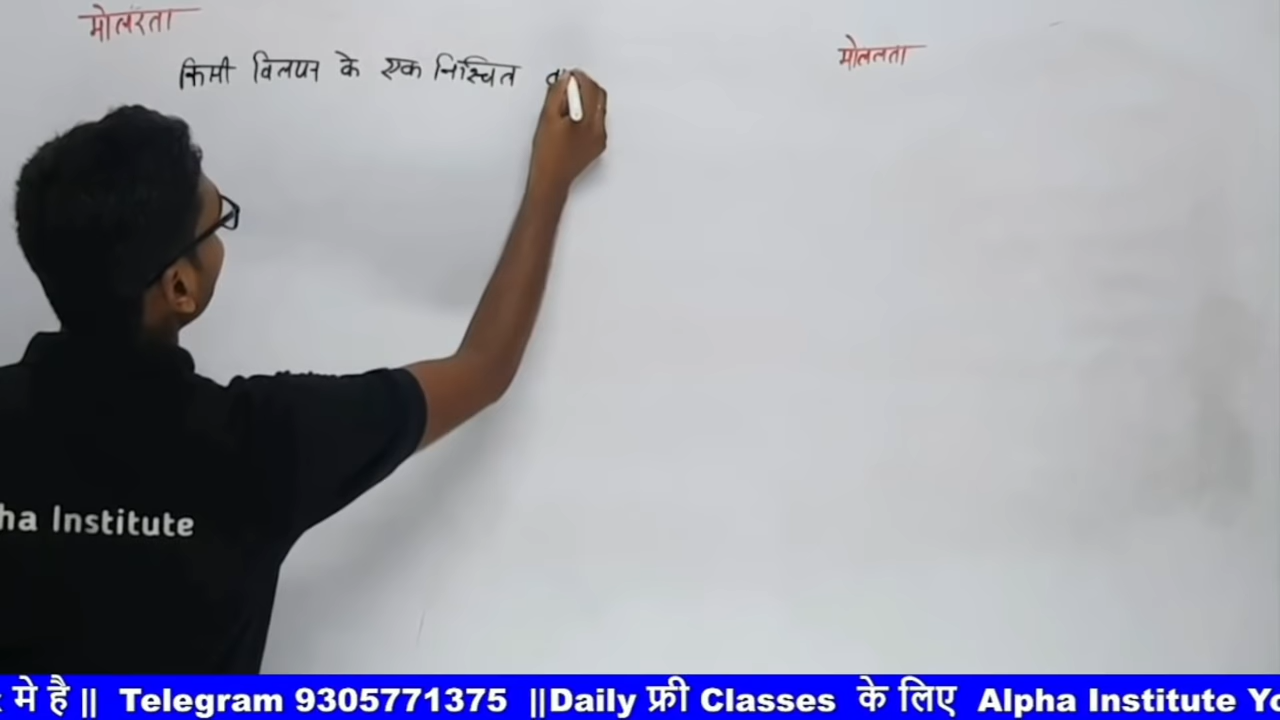 मोलरता
मोललता
किसी विलयन के एक निश्चित
ha Institute
मे है || Telegram 9305771375 ||Daily फ्री Classes के लिए Alpha Institute Yo